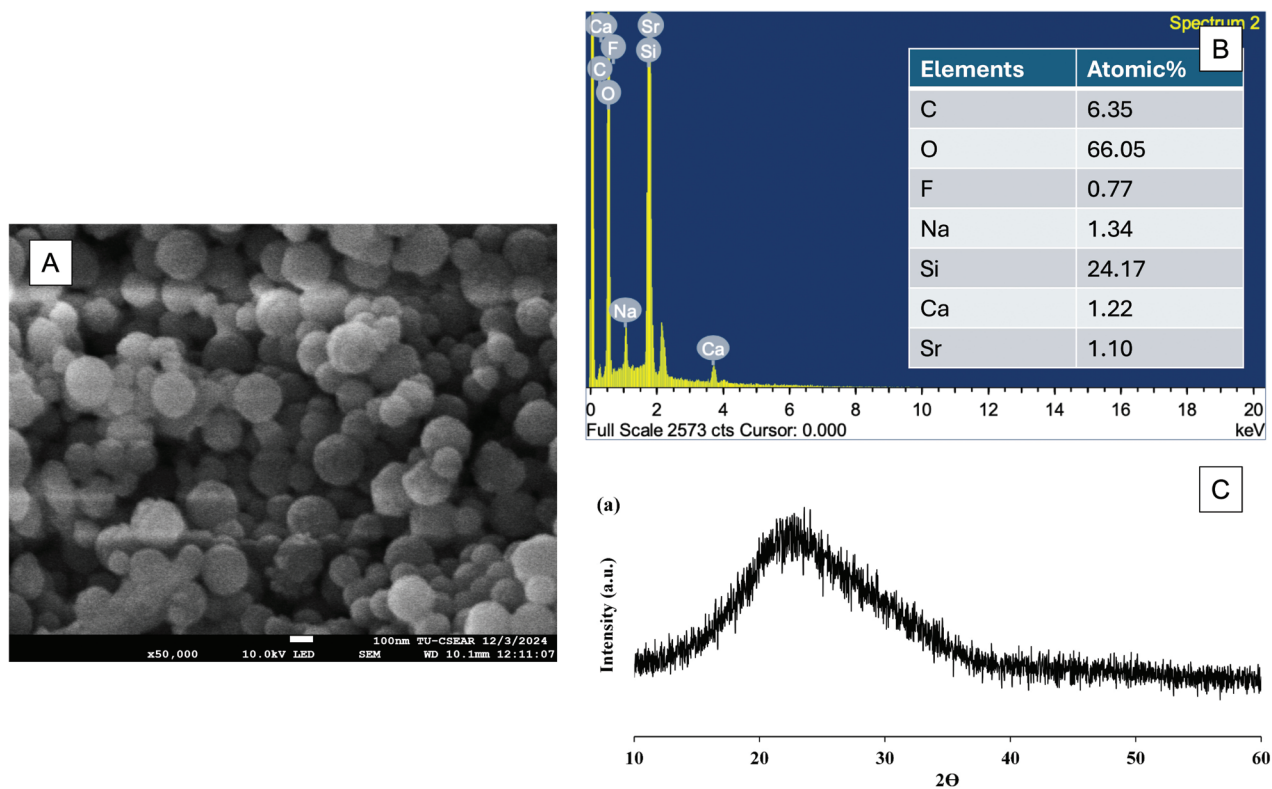 A
100nm TU-CSEAR 12/3/2024
x50,000 10.0kV LED SEM WD 10.1mm 12:11:07
Spectrum 2
B
Ca
F
C
O
Sr
Si
Na
Ca
Elements Atomic%
C 6.35
O 66.05
F 0.77
Na 1.34
Si 24.17
Ca 1.22
Sr 1.10
0 2 4 6 8 10 12 14 16 18 20
Full Scale 2573 cts Cursor: 0.000 keV
(a)
C
Intensity (a.u.)
10 20 30 40 50 60
2Ө